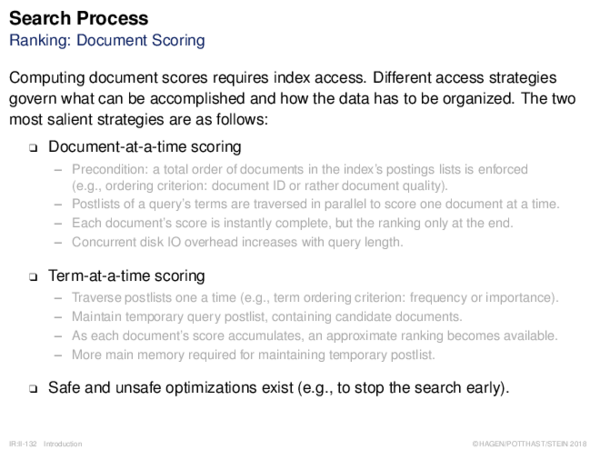 Search Process
Ranking: Document Scoring
Computing document scores requires index access. Different access strategies
govern what can be accomplished and how the data has to be organized. The two
most salient strategies are as follows:
❑ Document-at-a-time scoring
– Precondition: a total order of documents in the index's postings lists is enforced
(e.g., ordering criterion: document ID or rather document quality).
– Postlists of a query's terms are traversed in parallel to score one document at a time.
– Each document's score is instantly complete, but the ranking only at the end.
– Concurrent disk IO overhead increases with query length.
❑ Term-at-a-time scoring
– Traverse postlists one a time (e.g., term ordering criterion: frequency or importance).
– Maintain temporary query postlist, containing candidate documents.
– As each document's score accumulates, an approximate ranking becomes available.
– More main memory required for maintaining temporary postlist.
❑ Safe and unsafe optimizations exist (e.g., to stop the search early).
IR:II-132 Introduction ©HAGEN/POTTHAST/STEIN 2018